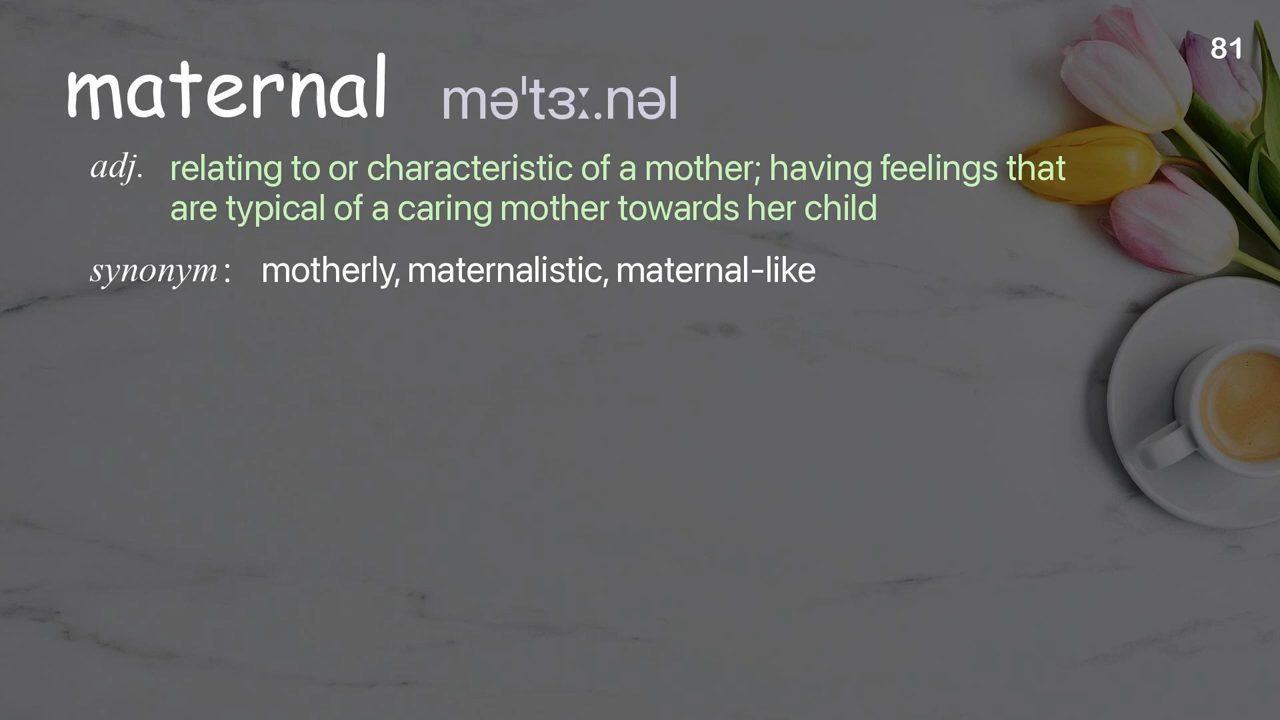 81
maternal məˈtɜː.nəl
adj. relating to or characteristic of a mother; having feelings that
are typical of a caring mother towards her child
synonym: motherly, maternalistic, maternal-like